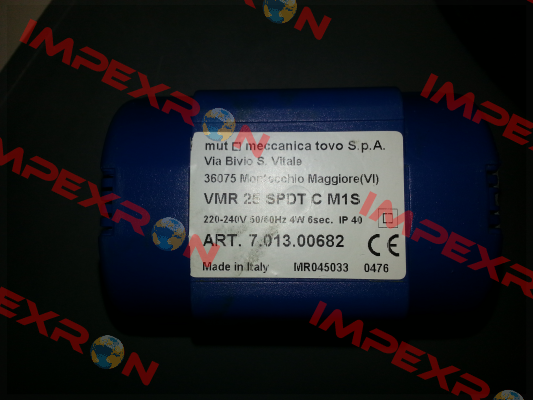 mut meccanica tovo S.p.A.
Via Bivio S. Vitale
36075 Montecchio Maggiore(VI)
VMR 25 SPDT C M1S
220-240V 50/60Hz 4W 6sec. IP 40
ART. 7.013.00682 CE
Made in Italy MR045033 0476
IMPEXRON
IMPEXRON
IMPEXRON
IMPEXRON
IMPEXRON